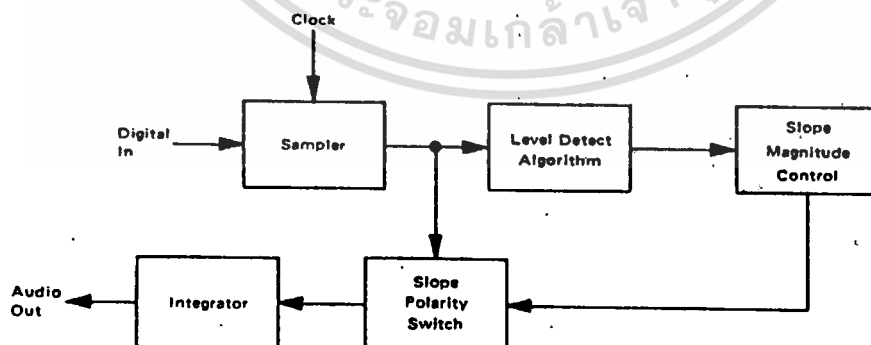 Clock
Digital
In
Sampler
Level Detect
Algorithm
Slope
Magnitude
Control
Audio
Out
Integrator
Slope
Polarity
Switch